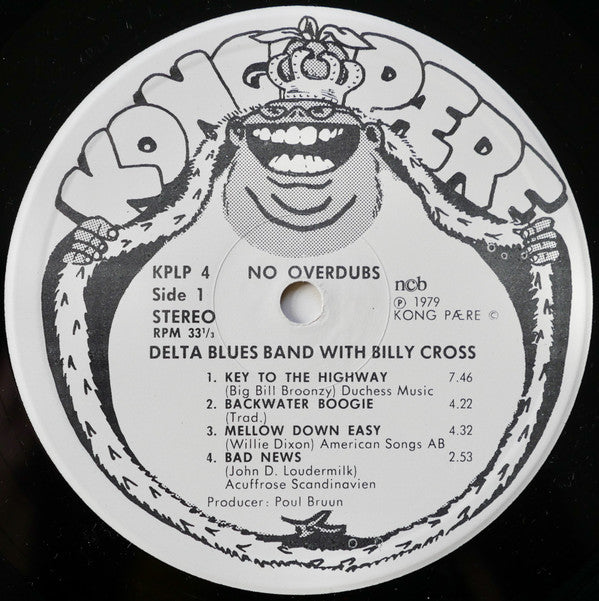 KONG PÆRE
KPLP 4 NO OVERDUBS ncb
Side 1 ℗ 1979
STEREO KONG PÆRE ©
RPM 33 1/3
DELTA BLUES BAND WITH BILLY CROSS
1. KEY TO THE HIGHWAY 7.46
(Big Bill Broonzy) Duchess Music
2. BACKWATER BOOGIE 4.22
(Trad.)
3. MELLOW DOWN EASY 4.32
(Willie Dixon) American Songs AB
4. BAD NEWS 2.53
(John D. Loudermilk)
Acuffrose Scandinavien
Producer: Poul Bruun